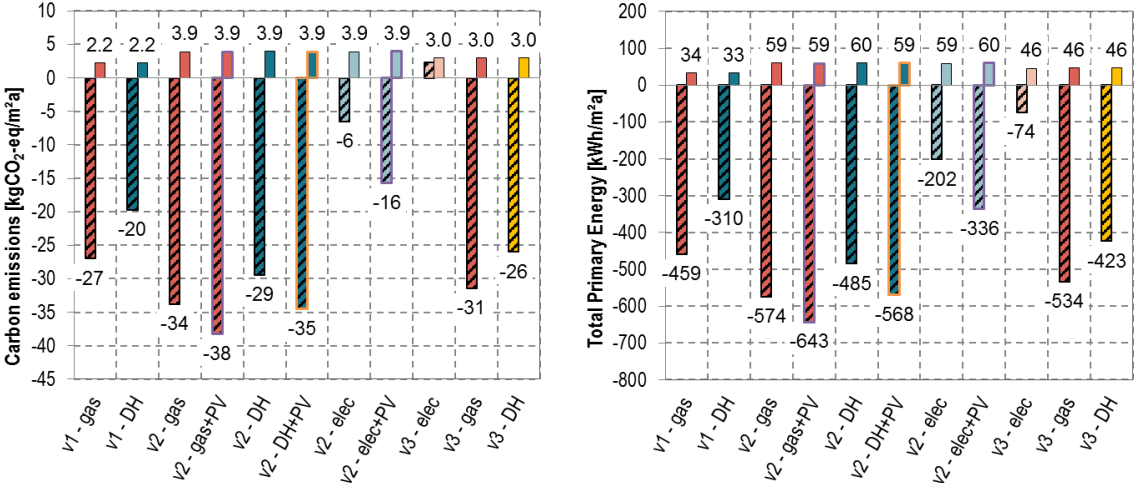 Carbon emissions [kgCO₂-eq/m²a]
10
5
0
-5
-10
-15
-20
-25
-30
-35
-40
-45
2.2 2.2 3.9 3.9 3.9 3.9 3.9 3.9 3.0 3.0 3.0
-27
-20
-34
-38
-29
-35
-6
-16
-31
-26
v1 - gas
v1 - DH
v2 - gas
v2 - gas+PV
v2 - DH
v2 - DH+PV
v2 - elec
v2 - elec+PV
v3 - elec
v3 - gas
v3 - DH
Total Primary Energy [kWh/m²a]
200
100
0
-100
-200
-300
-400
-500
-600
-700
-800
34 33 59 59 60 59 59 60 46 46 46
-459
-310
-574
-643
-485
-568
-202
-336
-74
-534
-423
v1 - gas
v1 - DH
v2 - gas
v2 - gas+PV
v2 - DH
v2 - DH+PV
v2 - elec
v2 - elec+PV
v3 - elec
v3 - gas
v3 - DH